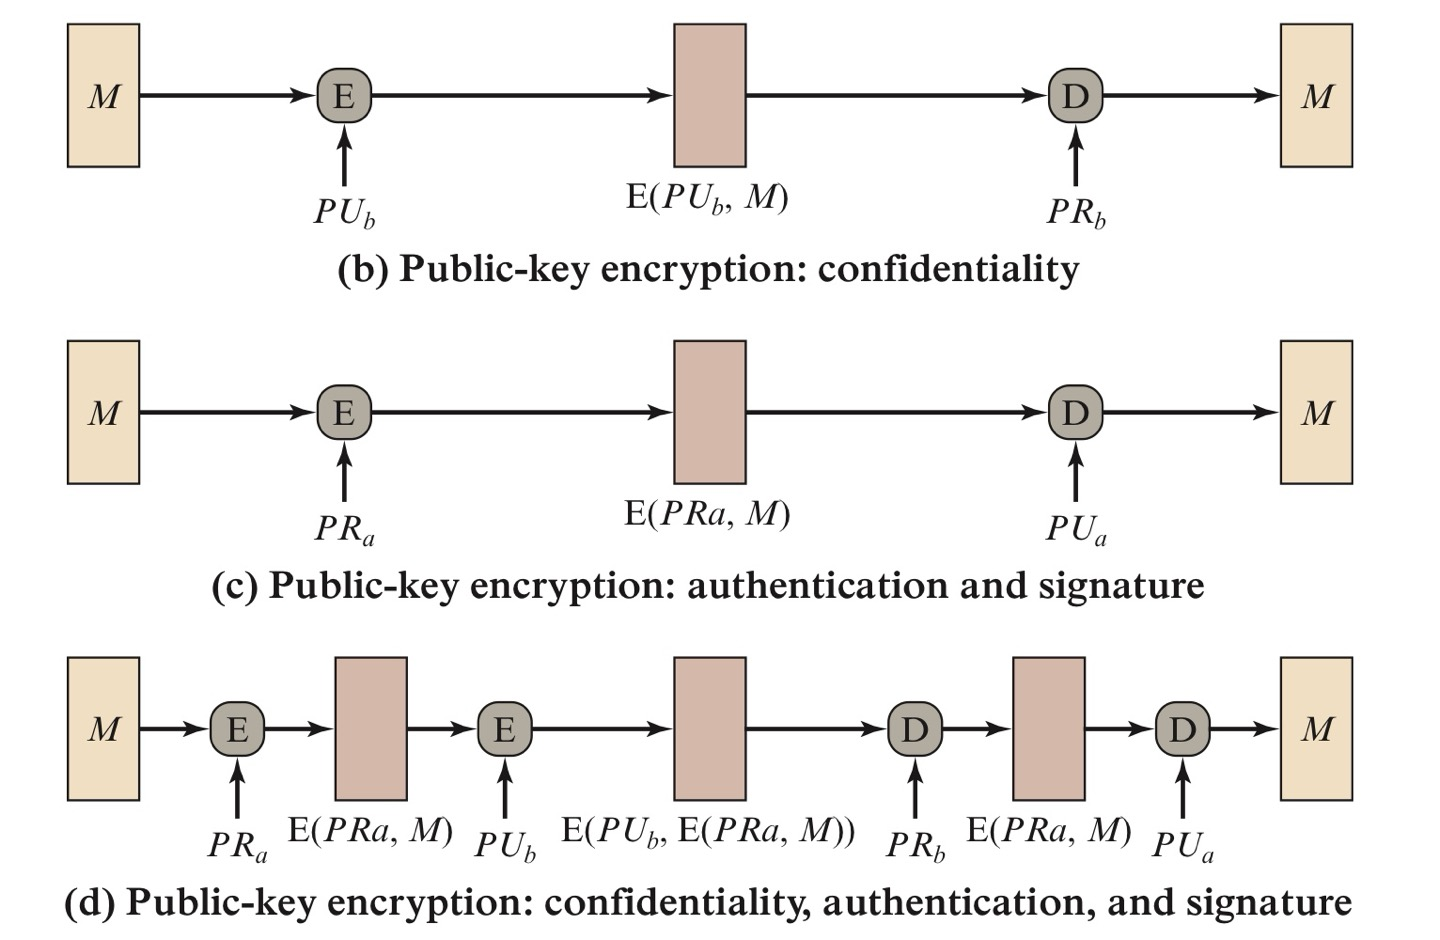 M E D M
PU_b E(PU_b, M) PR_b
(b) Public-key encryption: confidentiality
M E D M
PR_a E(PRa, M) PU_a
(c) Public-key encryption: authentication and signature
M E E D D M
PR_a E(PRa, M) PU_b E(PU_b, E(PRa, M)) PR_b E(PRa, M) PU_a
(d) Public-key encryption: confidentiality, authentication, and signature